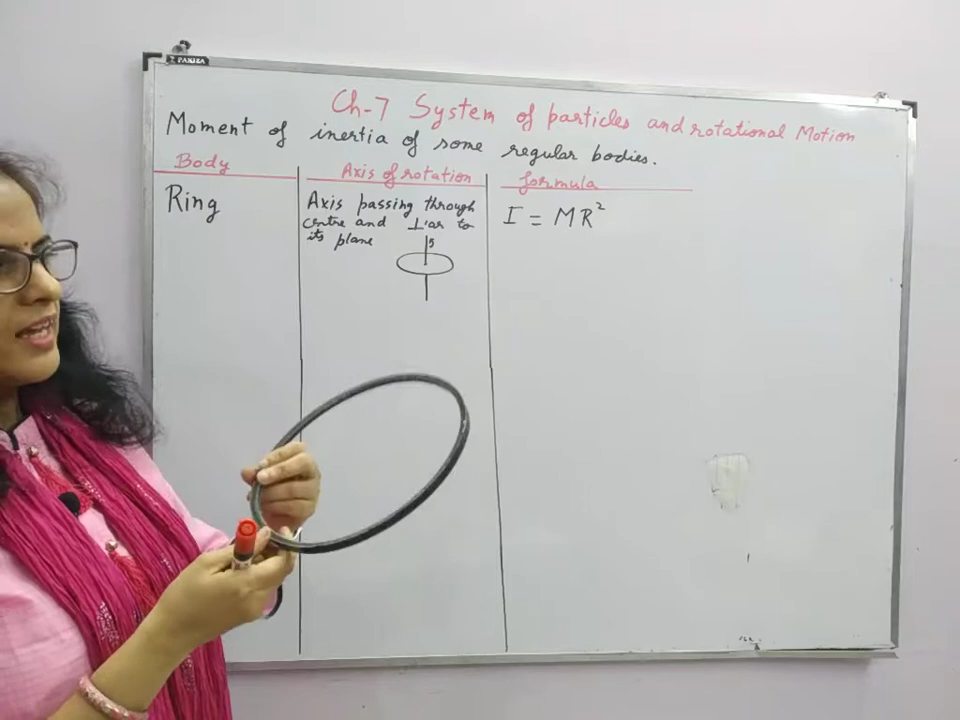 PARIZA
Ch-7 System of particles and rotational Motion
Moment of inertia of some regular bodies.
Body
Axis of rotation
formula
Ring
Axis passing through
centre and ⊥'ar to
its plane
I = MR²